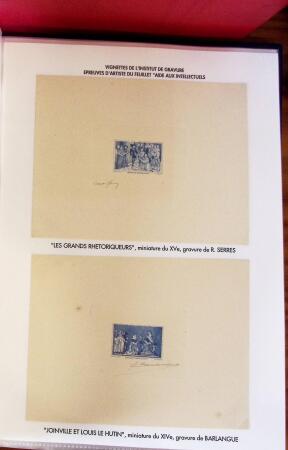 VIGNETTES DE L'INSTITUT DE GRAVURE
EPREUVES D'ARTISTE DU FEUILLET "AIDE AUX INTELLECTUELS
"LES GRANDS RHETORIQUEURS", miniature du XVe, gravure de R. SERRES
"JOINVILLE ET LOUIS LE HUTIN", miniature du XIVe, gravure de BARLANGUE